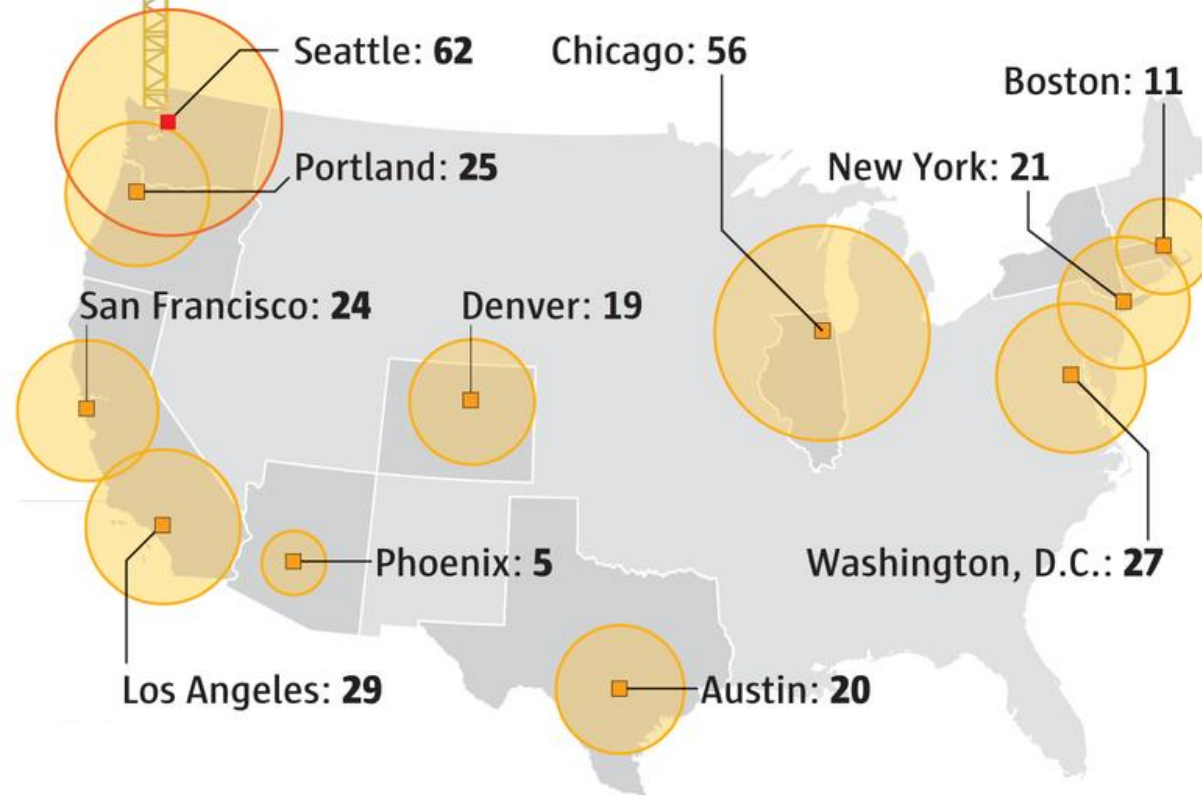 Seattle: 62
Chicago: 56
Boston: 11
Portland: 25
New York: 21
San Francisco: 24
Denver: 19
Phoenix: 5
Washington, D.C.: 27
Los Angeles: 29
Austin: 20